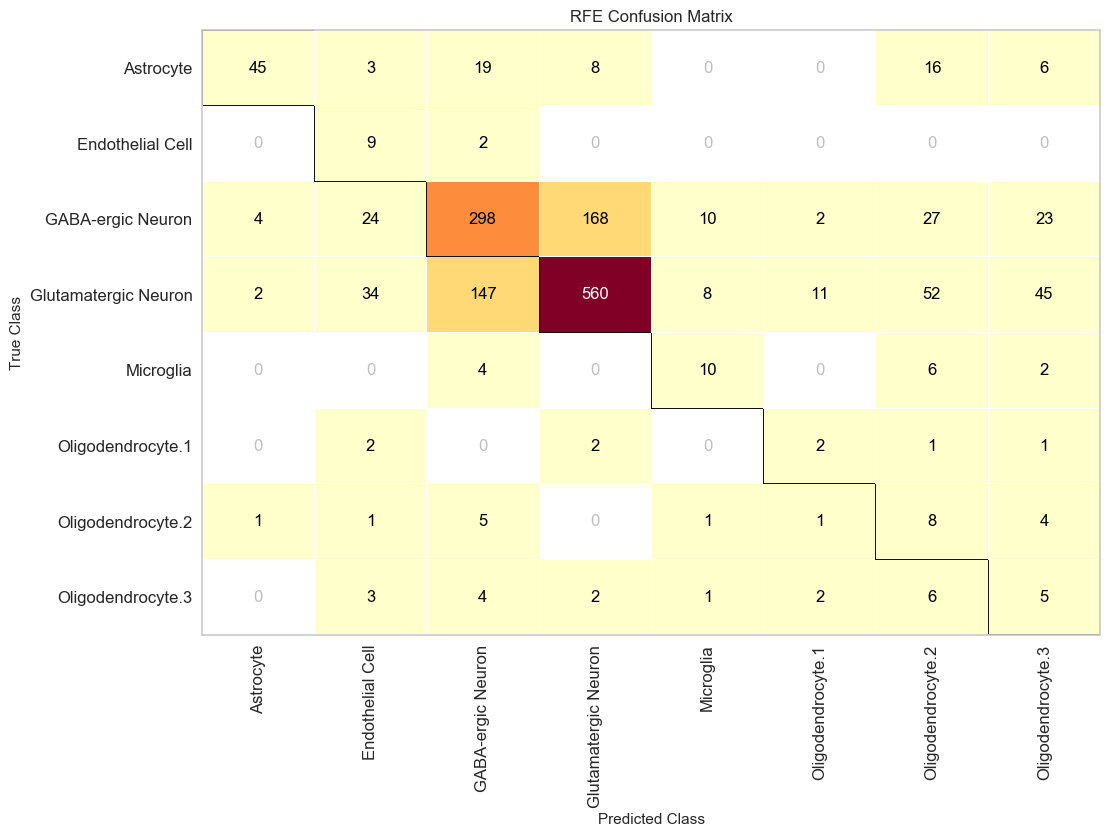 RFE Confusion Matrix
True Class
Astrocyte 45 3 19 8 0 0 16 6
Endothelial Cell 0 9 2 0 0 0 0 0
GABA-ergic Neuron 4 24 298 168 10 2 27 23
Glutamatergic Neuron 2 34 147 560 8 11 52 45
Microglia 0 0 4 0 10 0 6 2
Oligodendrocyte.1 0 2 0 2 0 2 1 1
Oligodendrocyte.2 1 1 5 0 1 1 8 4
Oligodendrocyte.3 0 3 4 2 1 2 6 5
Astrocyte
Endothelial Cell
GABA-ergic Neuron
Glutamatergic Neuron
Microglia
Oligodendrocyte.1
Oligodendrocyte.2
Oligodendrocyte.3
Predicted Class